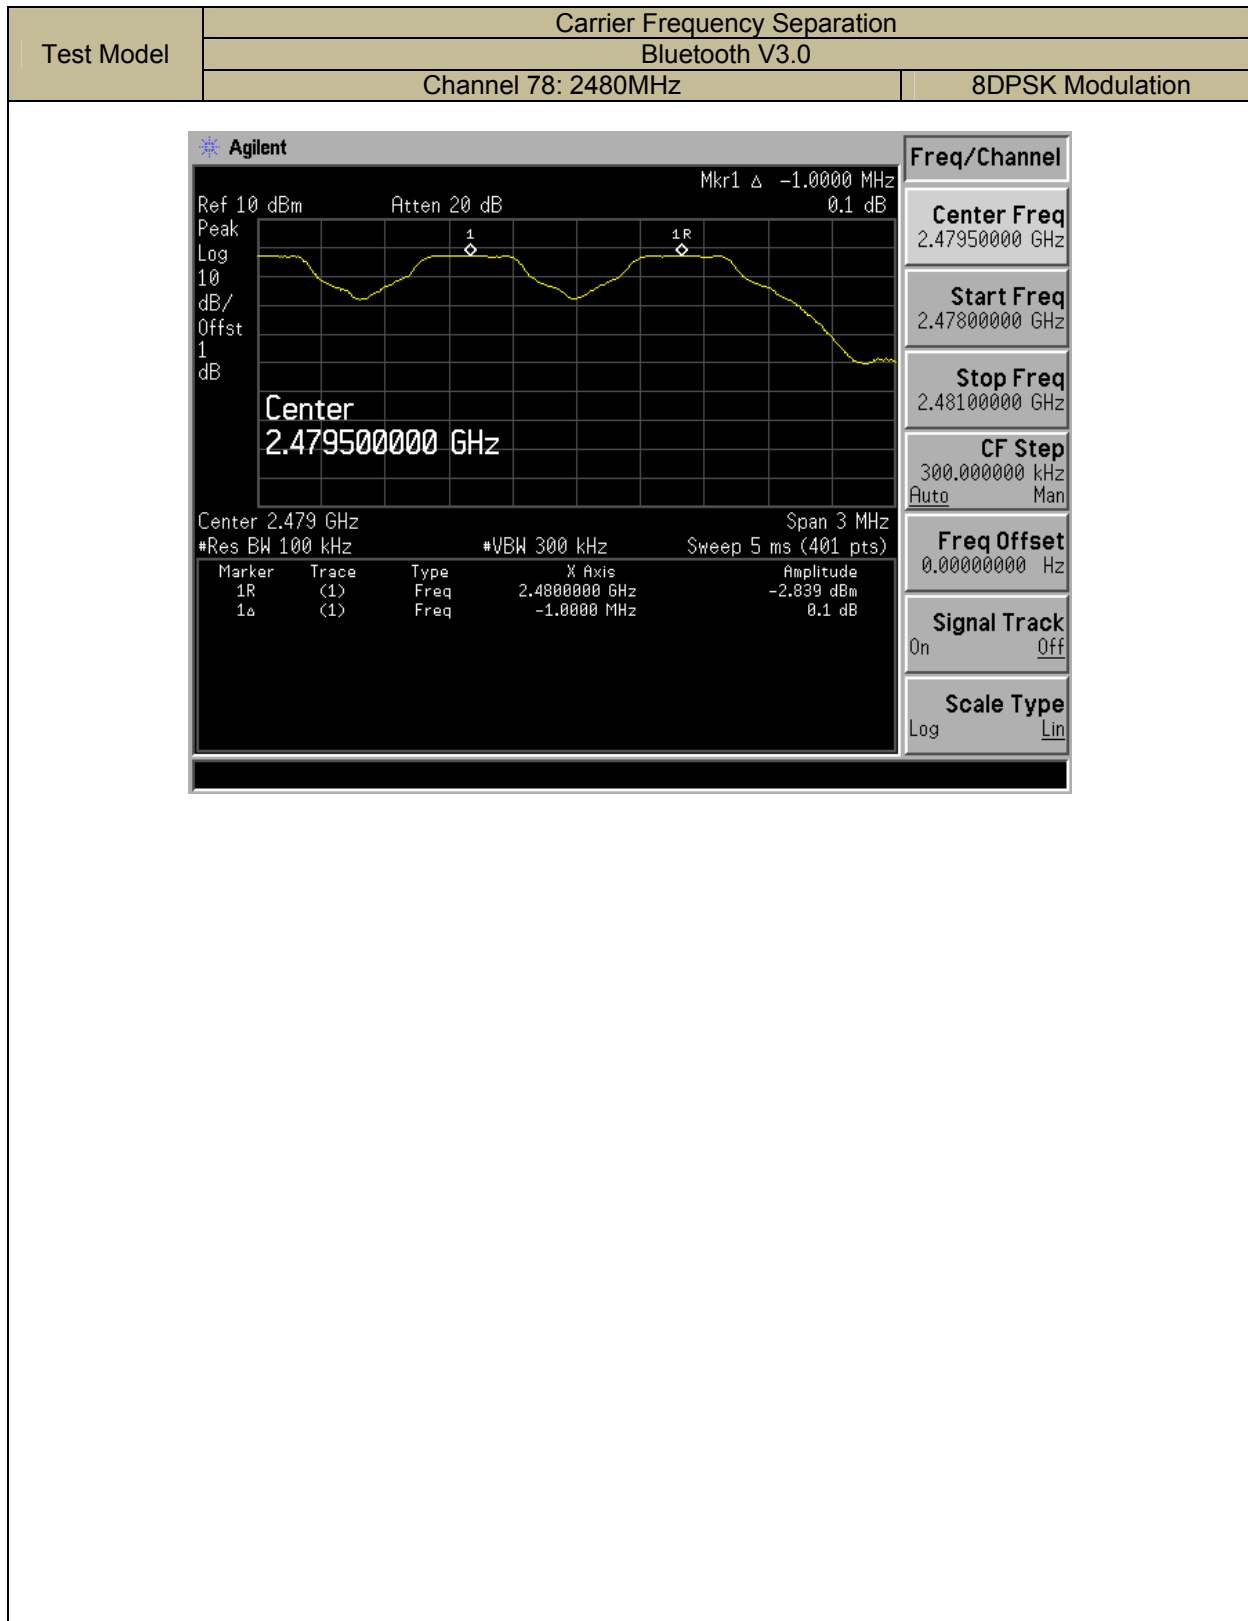 Test Model
Carrier Frequency Separation
Bluetooth V3.0
Channel 78: 2480MHz 8DPSK Modulation
Agilent
Mkr1 Δ -1.0000 MHz
Ref 10 dBm Atten 20 dB 0.1 dB
Peak
Log
10
dB/
Offst
1
dB
1 1R
Center
2.479500000 GHz
Center 2.479 GHz Span 3 MHz
#Res BW 100 kHz #VBW 300 kHz Sweep 5 ms (401 pts)
Marker Trace Type X Axis Amplitude
1R (1) Freq 2.4800000 GHz -2.839 dBm
1Δ (1) Freq -1.0000 MHz 0.1 dB
Freq/Channel
Center Freq
2.47950000 GHz
Start Freq
2.47800000 GHz
Stop Freq
2.48100000 GHz
CF Step
300.000000 kHz
Auto Man
Freq Offset
0.00000000 Hz
Signal Track
On Off
Scale Type
Log Lin